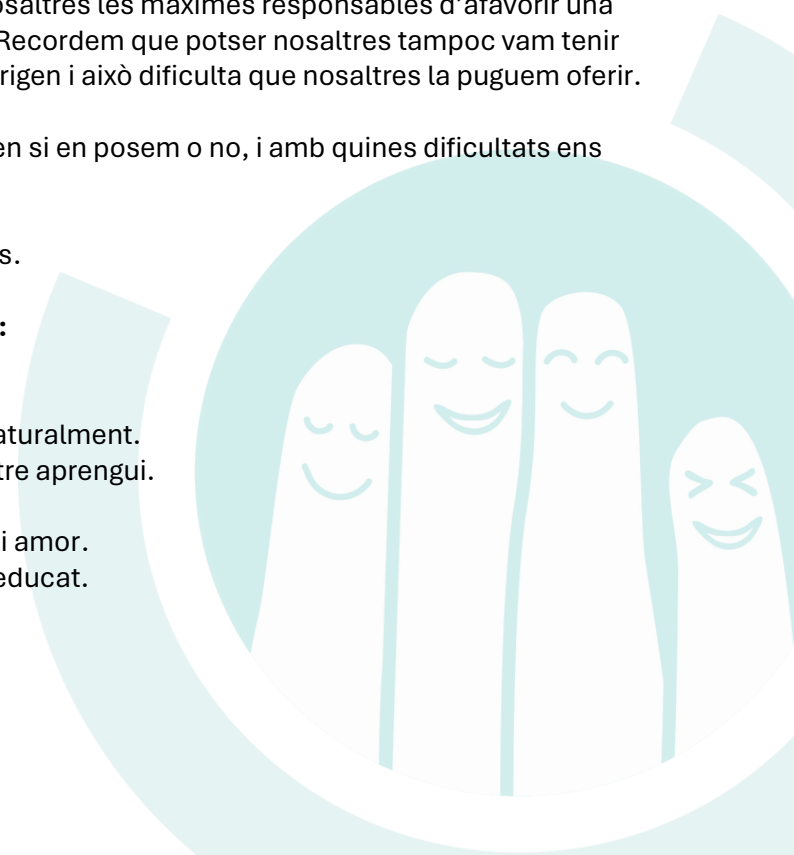 osaltres les màximes responsables d'afavorir una
Recordem que potser nosaltres tampoc vam tenir
rigen i això dificulta que nosaltres la puguem oferir.
en si en posem o no, i amb quines dificultats ens
s.
:
aturalment.
tre aprengui.
i amor.
educat.